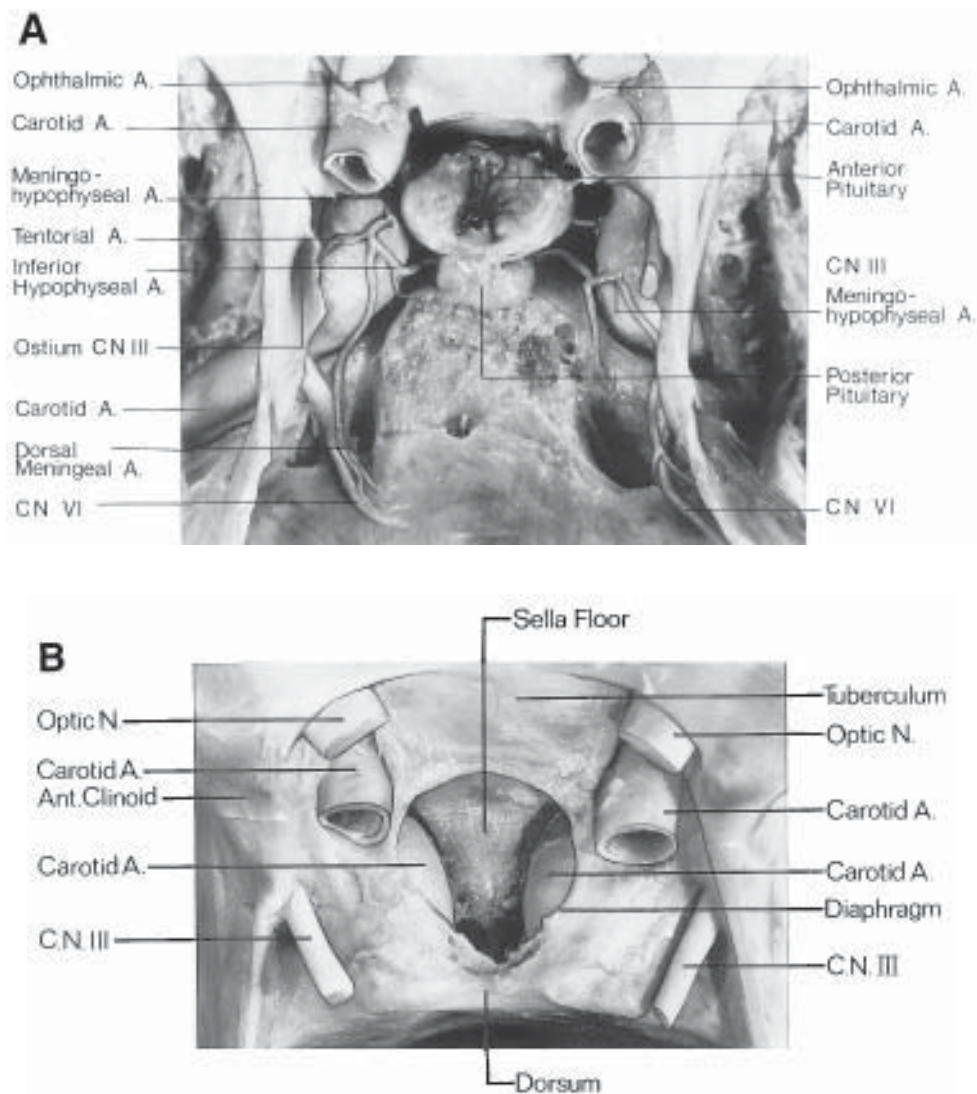 A
Ophthalmic A.
Carotid A.
Meningo-
hypophyseal A.
Tentorial A.
Inferior
Hypophyseal A.
Ostium CN III
Carotid A.
Dorsal
Meningeal A.
CN VI
Ophthalmic A.
Carotid A.
Anterior
Pituitary
CN III
Meningo-
hypophyseal A.
Posterior
Pituitary
CN VI
B
Sella Floor
Optic N.
Carotid A.
Ant. Clinoid
Carotid A.
C.N. III
Tuberculum
Optic N.
Carotid A.
Carotid A.
Diaphragm
C.N. III
Dorsum